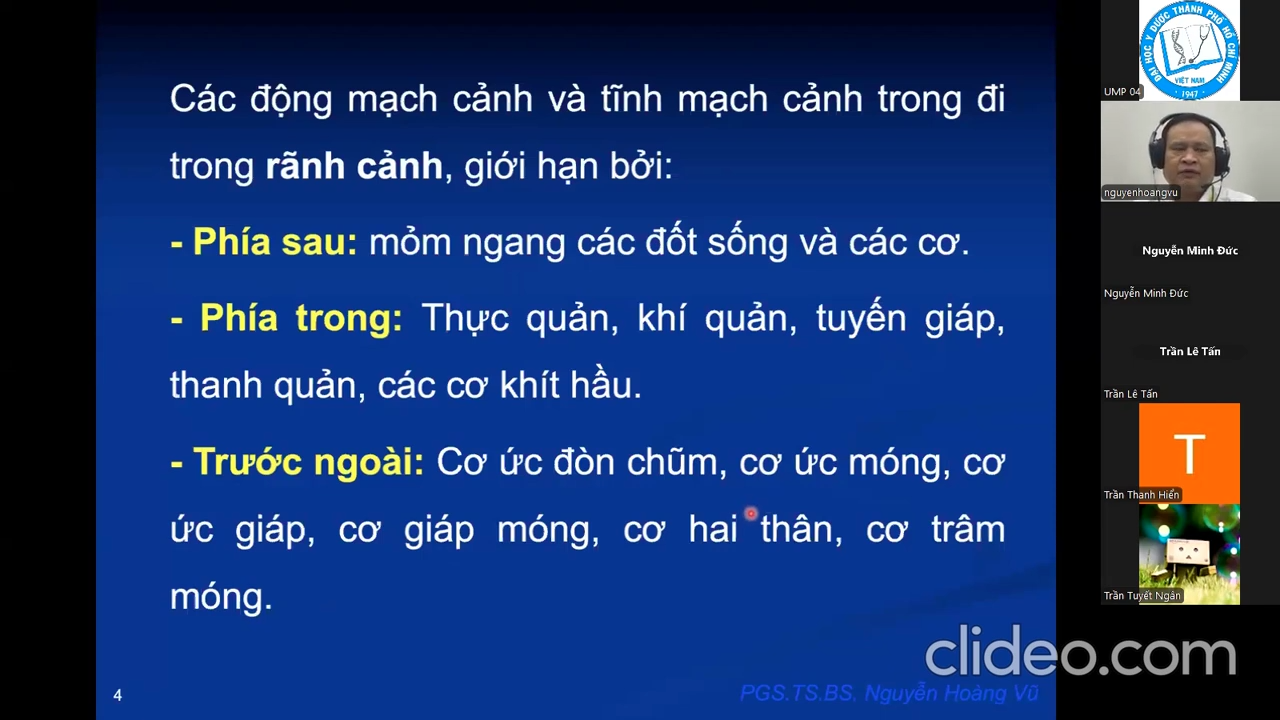 Các động mạch cảnh và tĩnh mạch cảnh trong đi
trong rãnh cảnh, giới hạn bởi:
- Phía sau: mỏm ngang các đốt sống và các cơ.
- Phía trong: Thực quản, khí quản, tuyến giáp,
thanh quản, các cơ khít hầu.
- Trước ngoài: Cơ ức đòn chũm, cơ ức móng, cơ
ức giáp, cơ giáp móng, cơ hai thân, cơ trâm
móng.
4
PGS.TS.BS. Nguyễn Hoàng Vũ
clideo.com
ĐẠI HỌC Y DƯỢC THÀNH PHỐ HỒ CHÍ MINH
VIỆT NAM
1947
UMP 04
nguyenhoangvu
Nguyễn Minh Đức
Nguyễn Minh Đức
Trần Lê Tấn
Trần Lê Tấn
T
Trần Thanh Hiển
Trần Tuyết Ngân